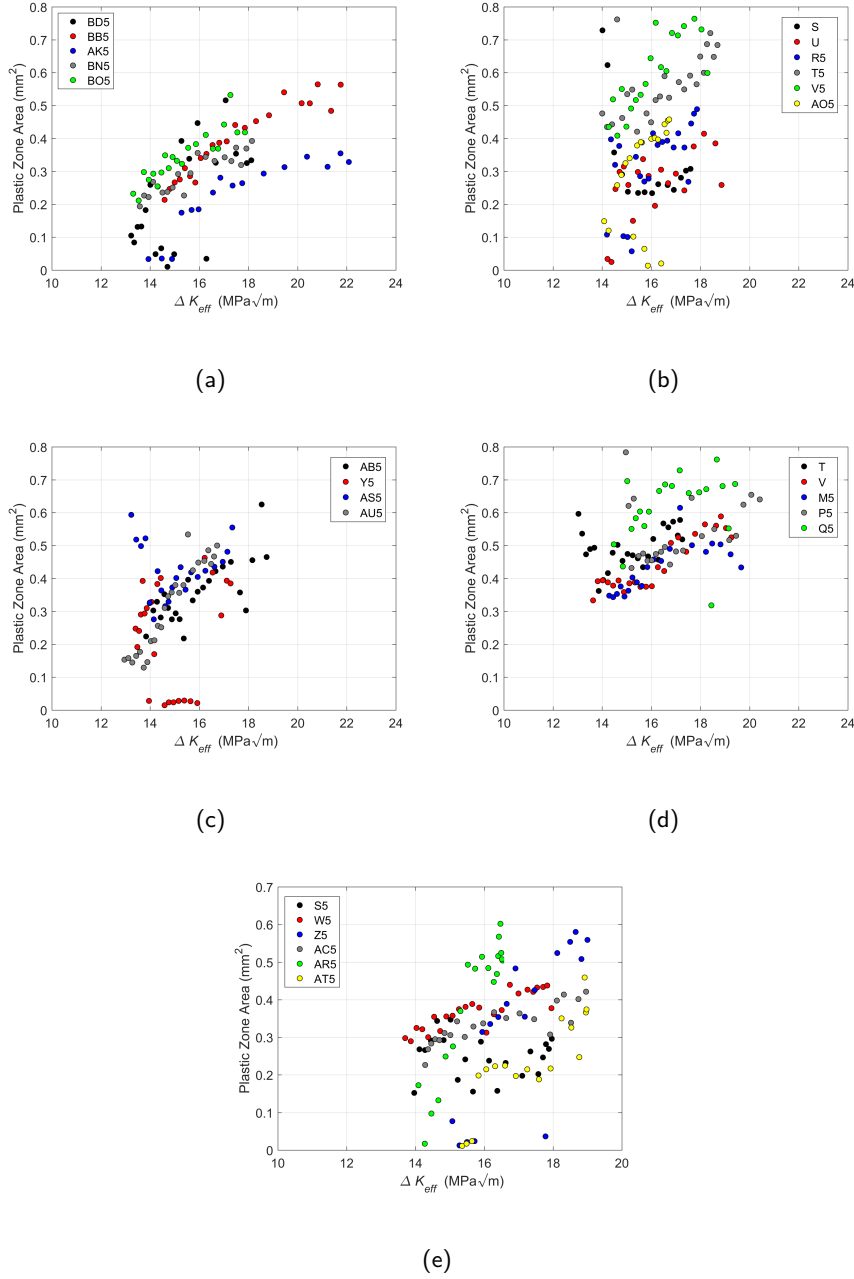 Plastic Zone Area (mm²)
0.8
0.7
0.6
0.5
0.4
0.3
0.2
0.1
0
BD5
BB5
AK5
BN5
BO5
10 12 14 16 18 20 22 24
Δ K_eff (MPa√m)
(a)
Plastic Zone Area (mm²)
0.8
0.7
0.6
0.5
0.4
0.3
0.2
0.1
0
S
U
R5
T5
V5
AO5
10 12 14 16 18 20 22 24
Δ K_eff (MPa√m)
(b)
Plastic Zone Area (mm²)
0.8
0.7
0.6
0.5
0.4
0.3
0.2
0.1
0
AB5
Y5
AS5
AU5
10 12 14 16 18 20 22 24
Δ K_eff (MPa√m)
(c)
Plastic Zone Area (mm²)
0.8
0.7
0.6
0.5
0.4
0.3
0.2
0.1
0
T
V
M5
P5
Q5
10 12 14 16 18 20 22 24
Δ K_eff (MPa√m)
(d)
Plastic Zone Area (mm²)
0.7
0.6
0.5
0.4
0.3
0.2
0.1
0
S5
W5
Z5
AC5
AR5
AT5
10 12 14 16 18 20
Δ K_eff (MPa√m)
(e)